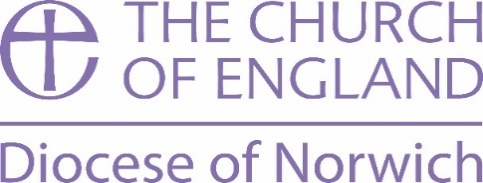 THE CHURCH
OF ENGLAND
Diocese of Norwich